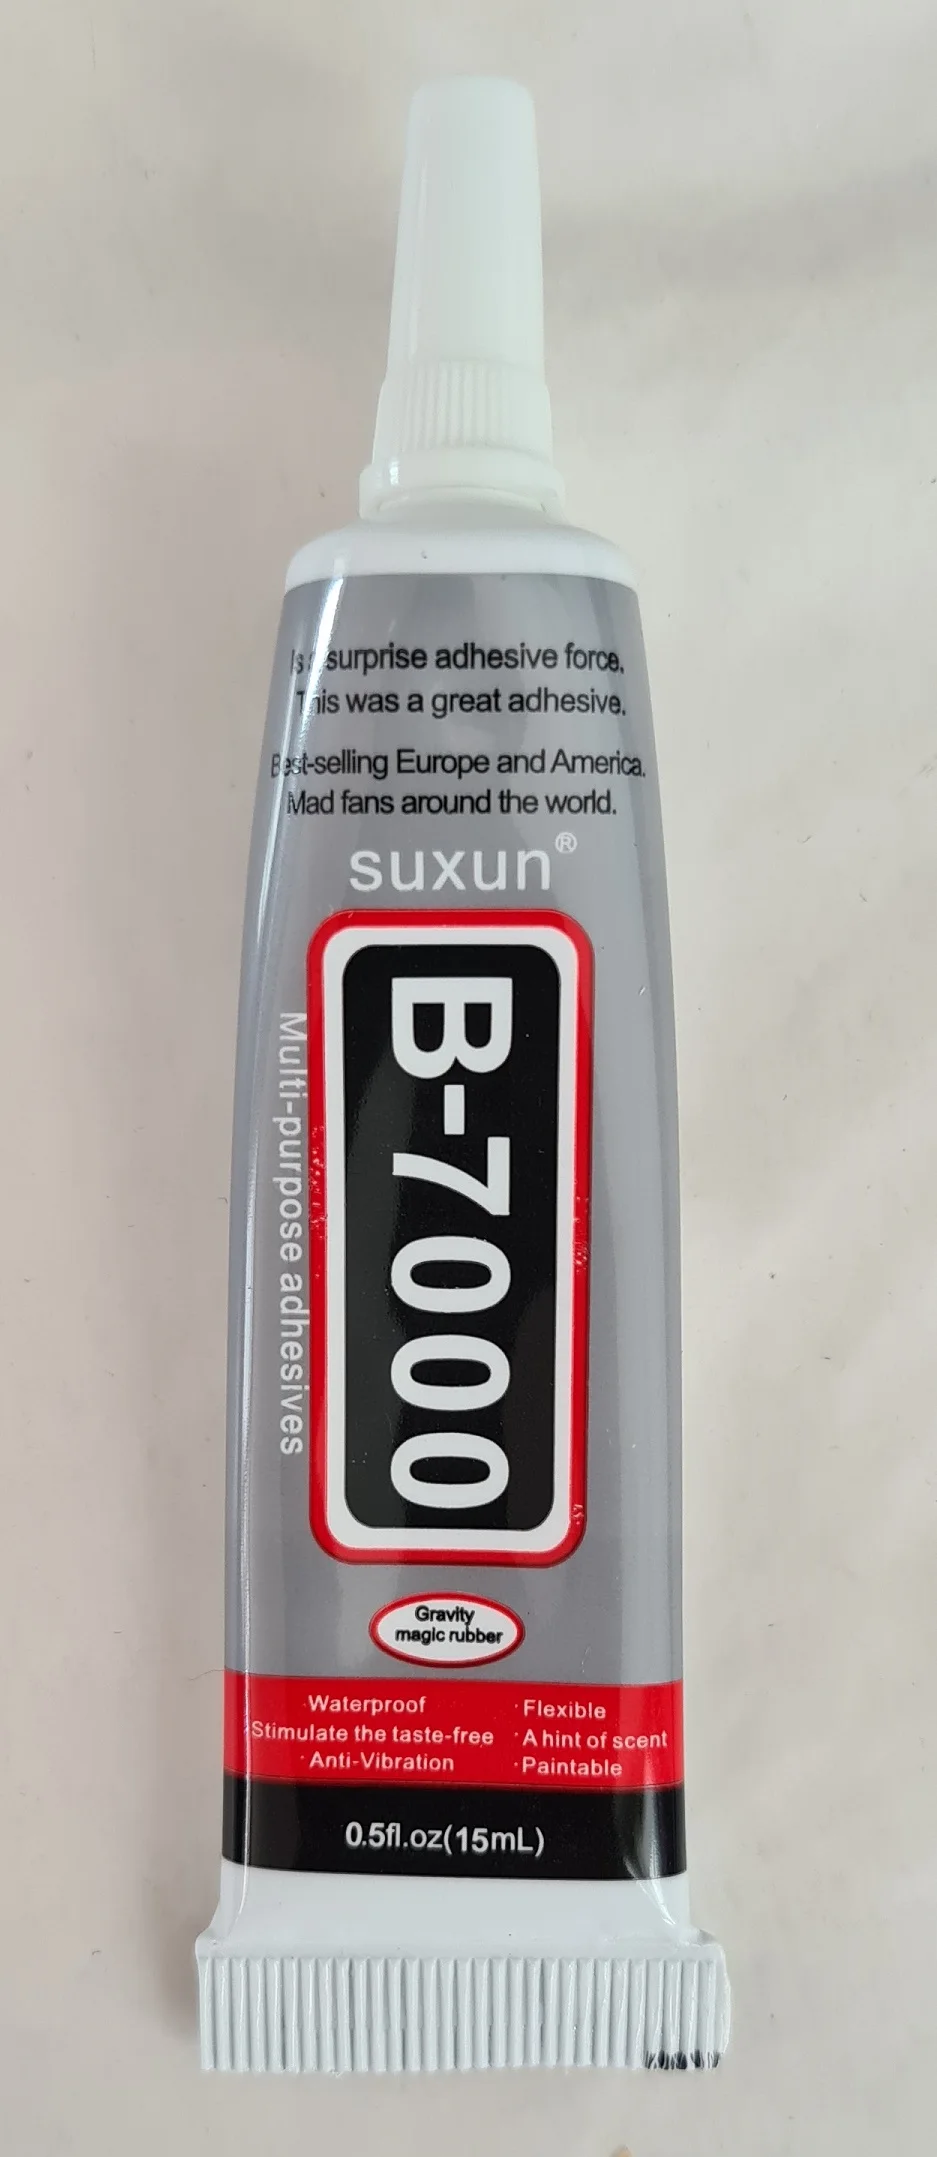 Is a surprise adhesive force.
This was a great adhesive.
Best-selling Europe and America.
Mad fans around the world.
suxun®
B-7000
Multi-purpose adhesives
Gravity
magic rubber
Waterproof
Stimulate the taste-free
· Anti-Vibration
· Flexible
· A hint of scent
· Paintable
0.5fl.oz(15mL)